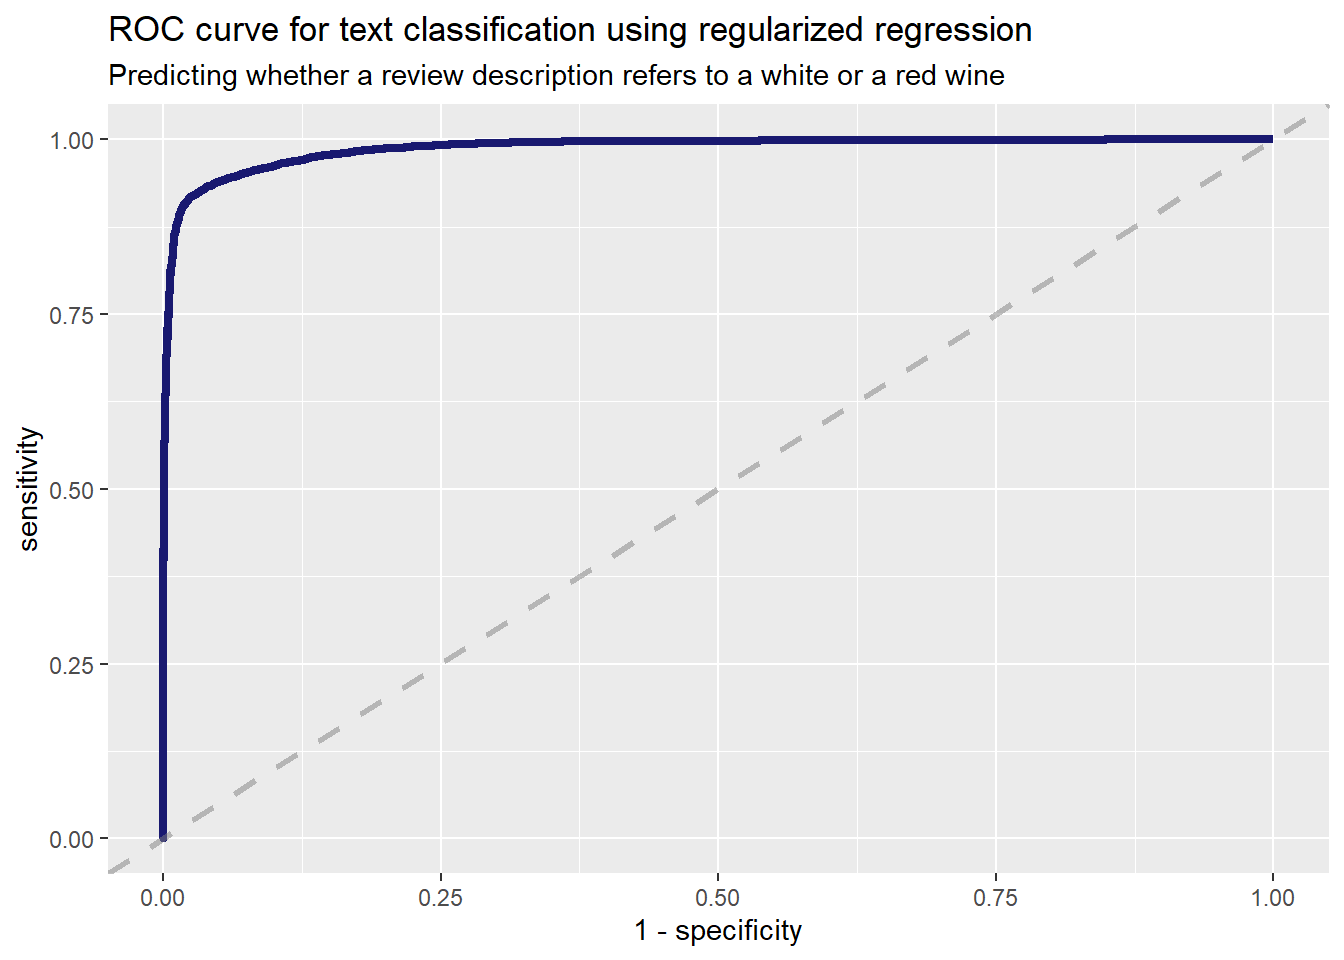 ROC curve for text classification using regularized regression
Predicting whether a review description refers to a white or a red wine
1.00
0.75
0.50
0.25
0.00
sensitivity
0.00 0.25 0.50 0.75 1.00
1 - specificity